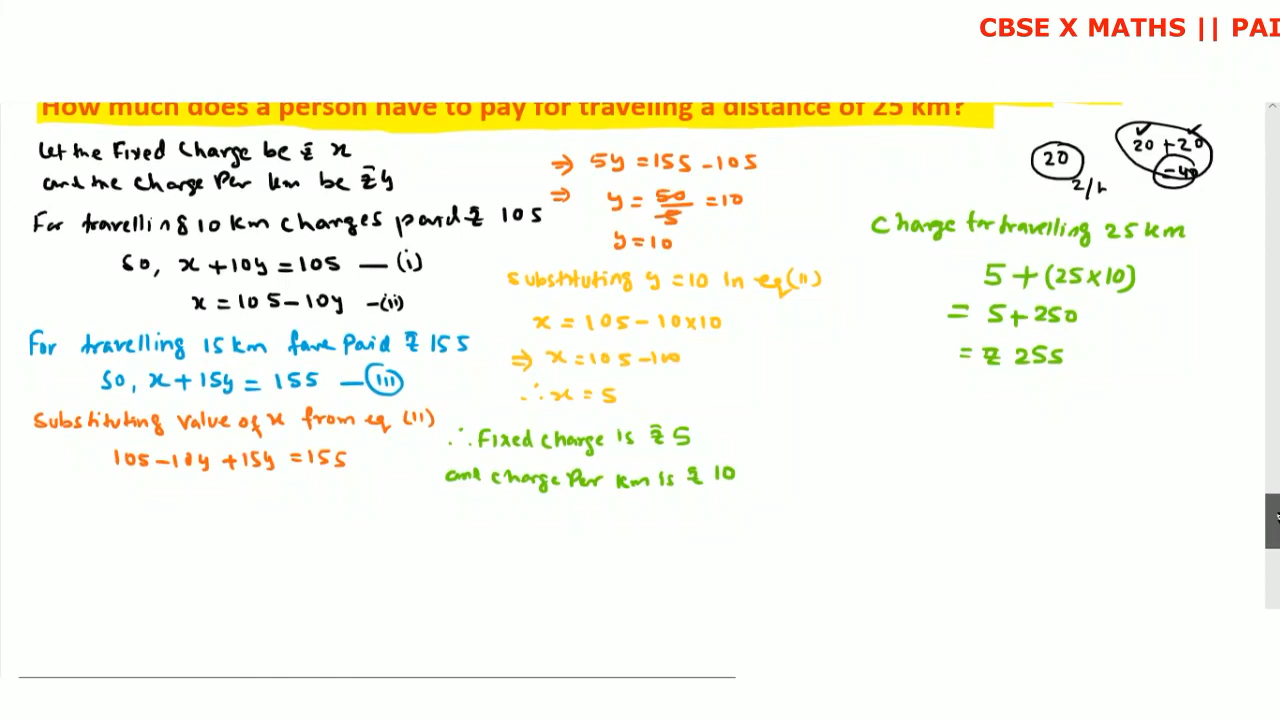 CBSE X MATHS || PAI
How much does a person have to pay for traveling a distance of 25 km?
Let the Fixed Charge be ₹ x
and the Charge Per km be ₹ y
For travelling 10 km charges paid ₹ 105
So, x + 10y = 105 — (i)
x = 105 - 10y - (ii)
For travelling 15 km fare Paid ₹ 155
So, x + 15y = 155 — (iii)
Substituting value of x from eq (ii)
105 - 10y + 15y = 155
⇒ 5y = 155 - 105
⇒ y = 50/5 = 10
y = 10
Substituting y = 10 in eq (ii)
x = 105 - 10 × 10
⇒ x = 105 - 100
∴ x = 5
∴ Fixed charge is ₹ 5
and charge Per km is ₹ 10
20
20 + 20
- 40
Charge for travelling 25 km
5 + (25 × 10)
= 5 + 250
= ₹ 255